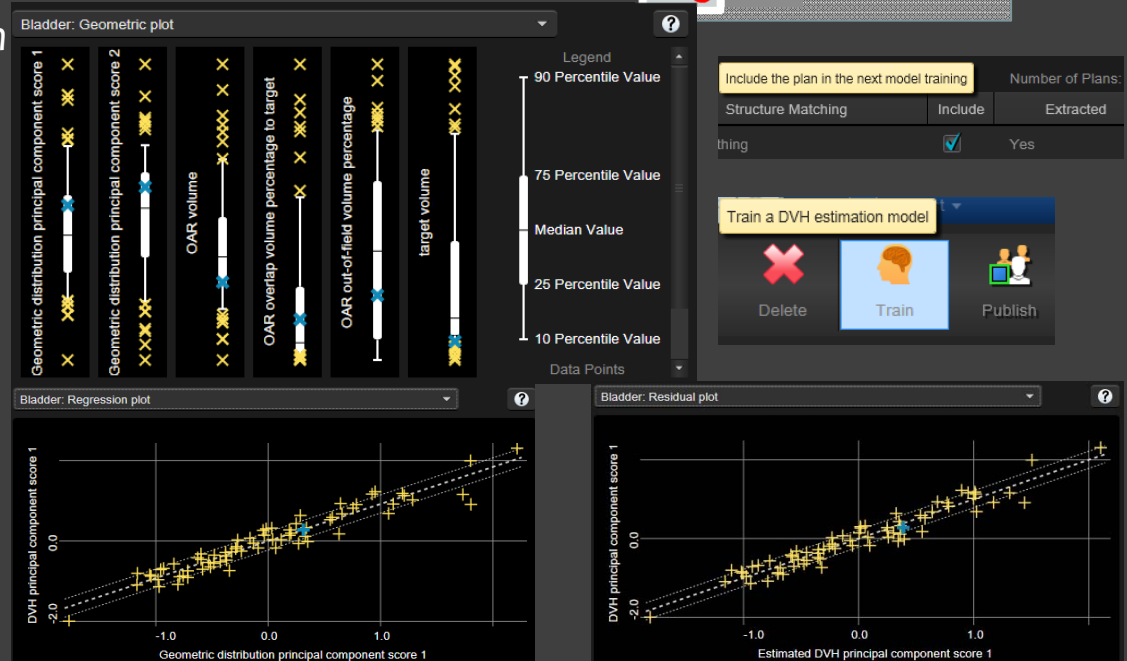 n
Bladder: Geometric plot
?
Geometric distribution principal component score 1
Geometric distribution principal component score 2
OAR volume
OAR overlap volume percentage to target
OAR out-of-field volume percentage
target volume
Legend
90 Percentile Value
75 Percentile Value
Median Value
25 Percentile Value
10 Percentile Value
Data Points
Include the plan in the next model training
Number of Plans:
Structure Matching
Include
Extracted
thing
Yes
Train a DVH estimation model
Delete
Train
Publish
Bladder: Regression plot
?
DVH principal component score 1
0.0
-2.0
-1.0
0.0
1.0
Geometric distribution principal component score 1
Bladder: Residual plot
?
DVH principal component score 1
0.0
-2.0
-1.0
0.0
1.0
Estimated DVH principal component score 1